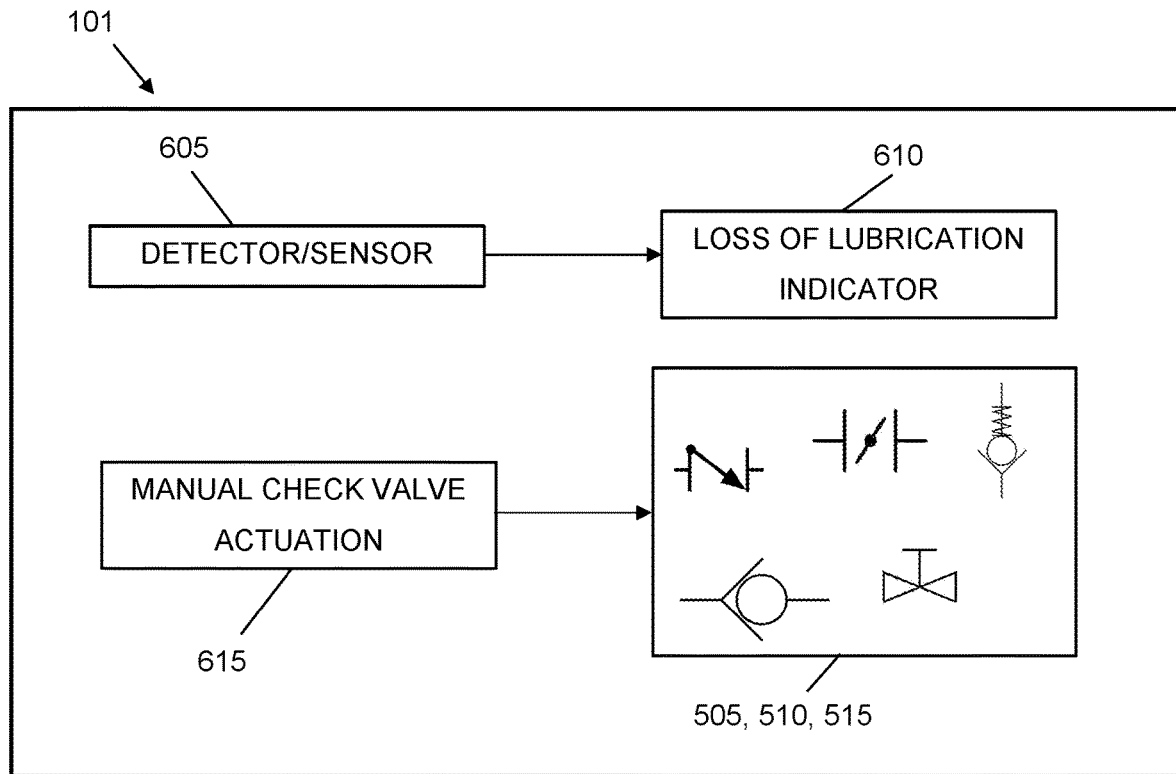 101
605
610
DETECTOR/SENSOR
LOSS OF LUBRICATION
INDICATOR
MANUAL CHECK VALVE
ACTUATION
615
505, 510, 515